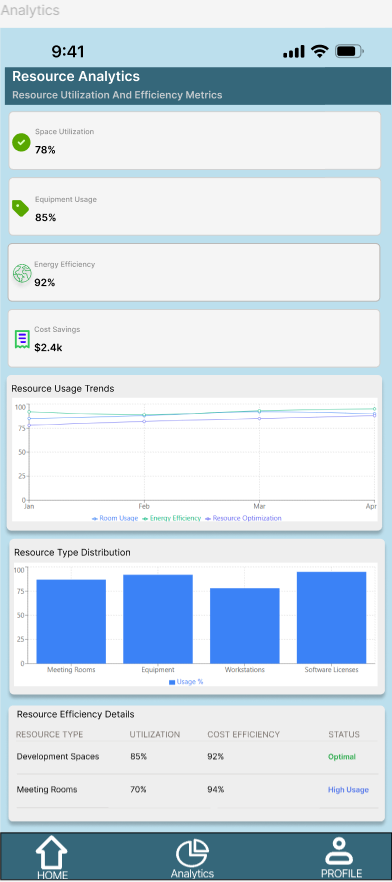 Analytics
9:41
Resource Analytics
Resource Utilization And Efficiency Metrics
Space Utilization
78%
Equipment Usage
85%
Energy Efficiency
92%
Cost Savings
$2.4k
Resource Usage Trends
100
75
50
25
0
Jan Feb Mar Apr
Room Usage Energy Efficiency Resource Optimization
Resource Type Distribution
100
75
50
25
0
Meeting Rooms Equipment Workstations Software Licenses
Usage %
Resource Efficiency Details
RESOURCE TYPE UTILIZATION COST EFFICIENCY STATUS
Development Spaces 85% 92% Optimal
Meeting Rooms 70% 94% High Usage
HOME Analytics PROFILE